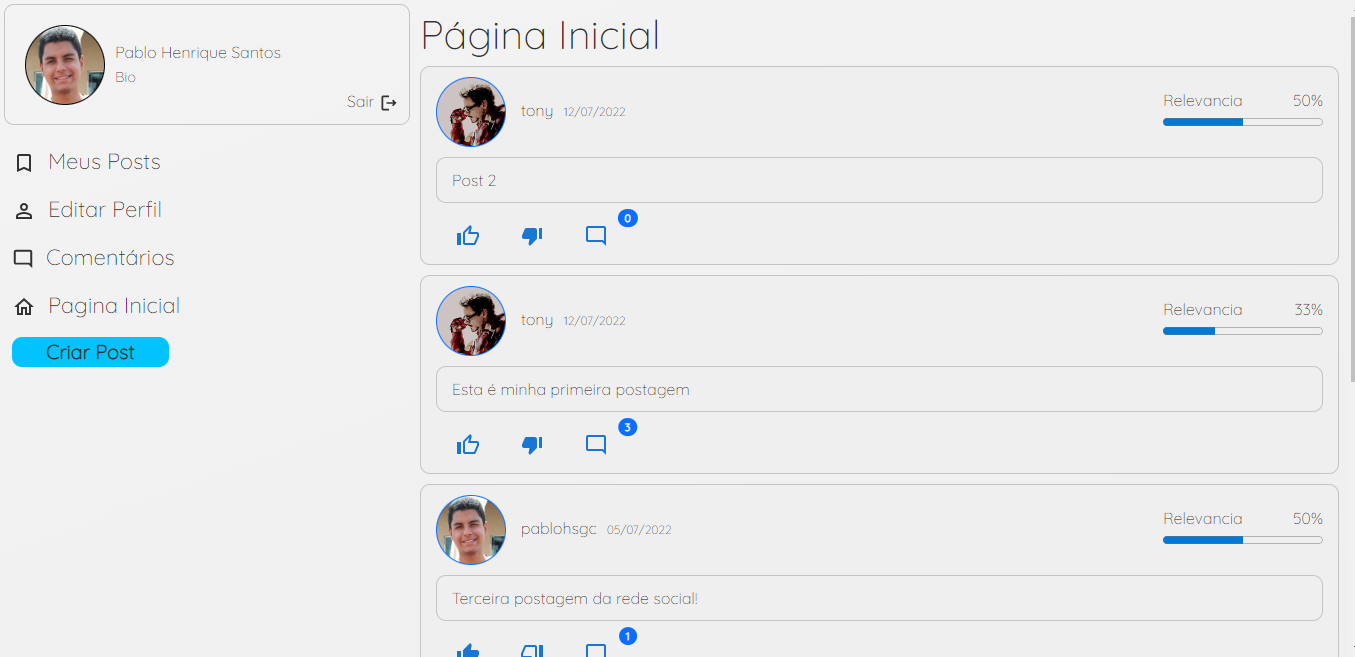 Pablo Henrique Santos
Bio
Sair
Meus Posts
Editar Perfil
Comentários
Pagina Inicial
Criar Post
Página Inicial
tony 12/07/2022
Relevancia 50%
Post 2
0
tony 12/07/2022
Relevancia 33%
Esta é minha primeira postagem
3
pablohsgc 05/07/2022
Relevancia 50%
Terceira postagem da rede social!
1